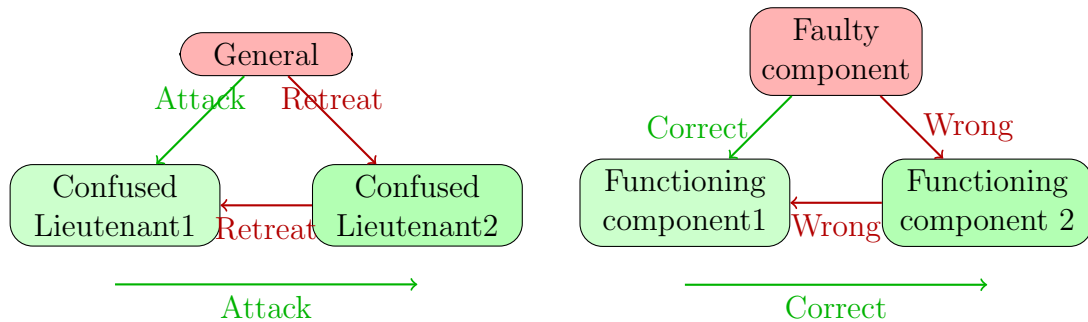 General
Attack
Retreat
Confused
Lieutenant1
Confused
Lieutenant2
Retreat
Attack
Faulty
component
Correct
Wrong
Functioning
component1
Functioning
component 2
Wrong
Correct